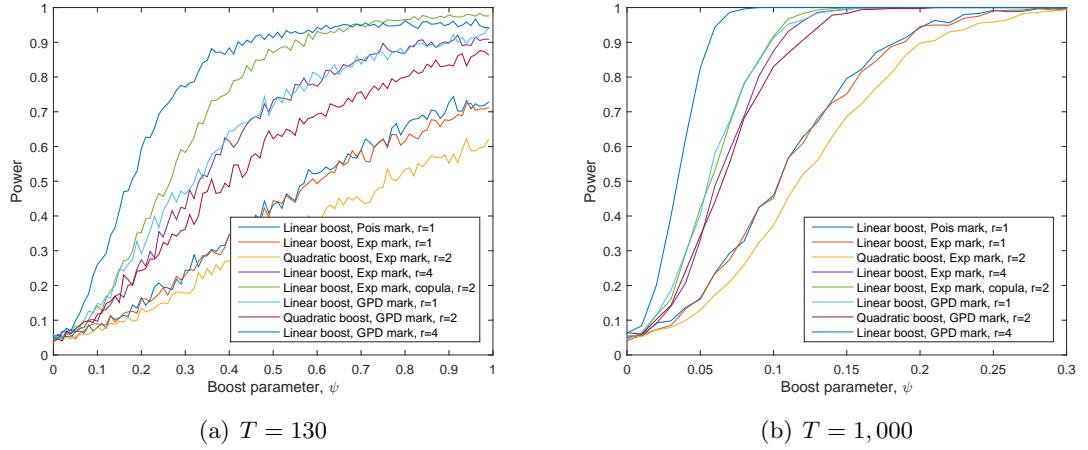 1
0.9
0.8
0.7
0.6
0.5
0.4
0.3
0.2
0.1
0
Power
Linear boost, Pois mark, r=1
Linear boost, Exp mark, r=1
Quadratic boost, Exp mark, r=2
Linear boost, Exp mark, r=4
Linear boost, Exp mark, copula, r=2
Linear boost, GPD mark, r=1
Quadratic boost, GPD mark, r=2
Linear boost, GPD mark, r=4
0 0.1 0.2 0.3 0.4 0.5 0.6 0.7 0.8 0.9 1
Boost parameter, ψ
(a) T = 130
1
0.9
0.8
0.7
0.6
0.5
0.4
0.3
0.2
0.1
0
Power
Linear boost, Pois mark, r=1
Linear boost, Exp mark, r=1
Quadratic boost, Exp mark, r=2
Linear boost, Exp mark, r=4
Linear boost, Exp mark, copula, r=2
Linear boost, GPD mark, r=1
Quadratic boost, GPD mark, r=2
Linear boost, GPD mark, r=4
0 0.05 0.1 0.15 0.2 0.25 0.3
Boost parameter, ψ
(b) T = 1,000